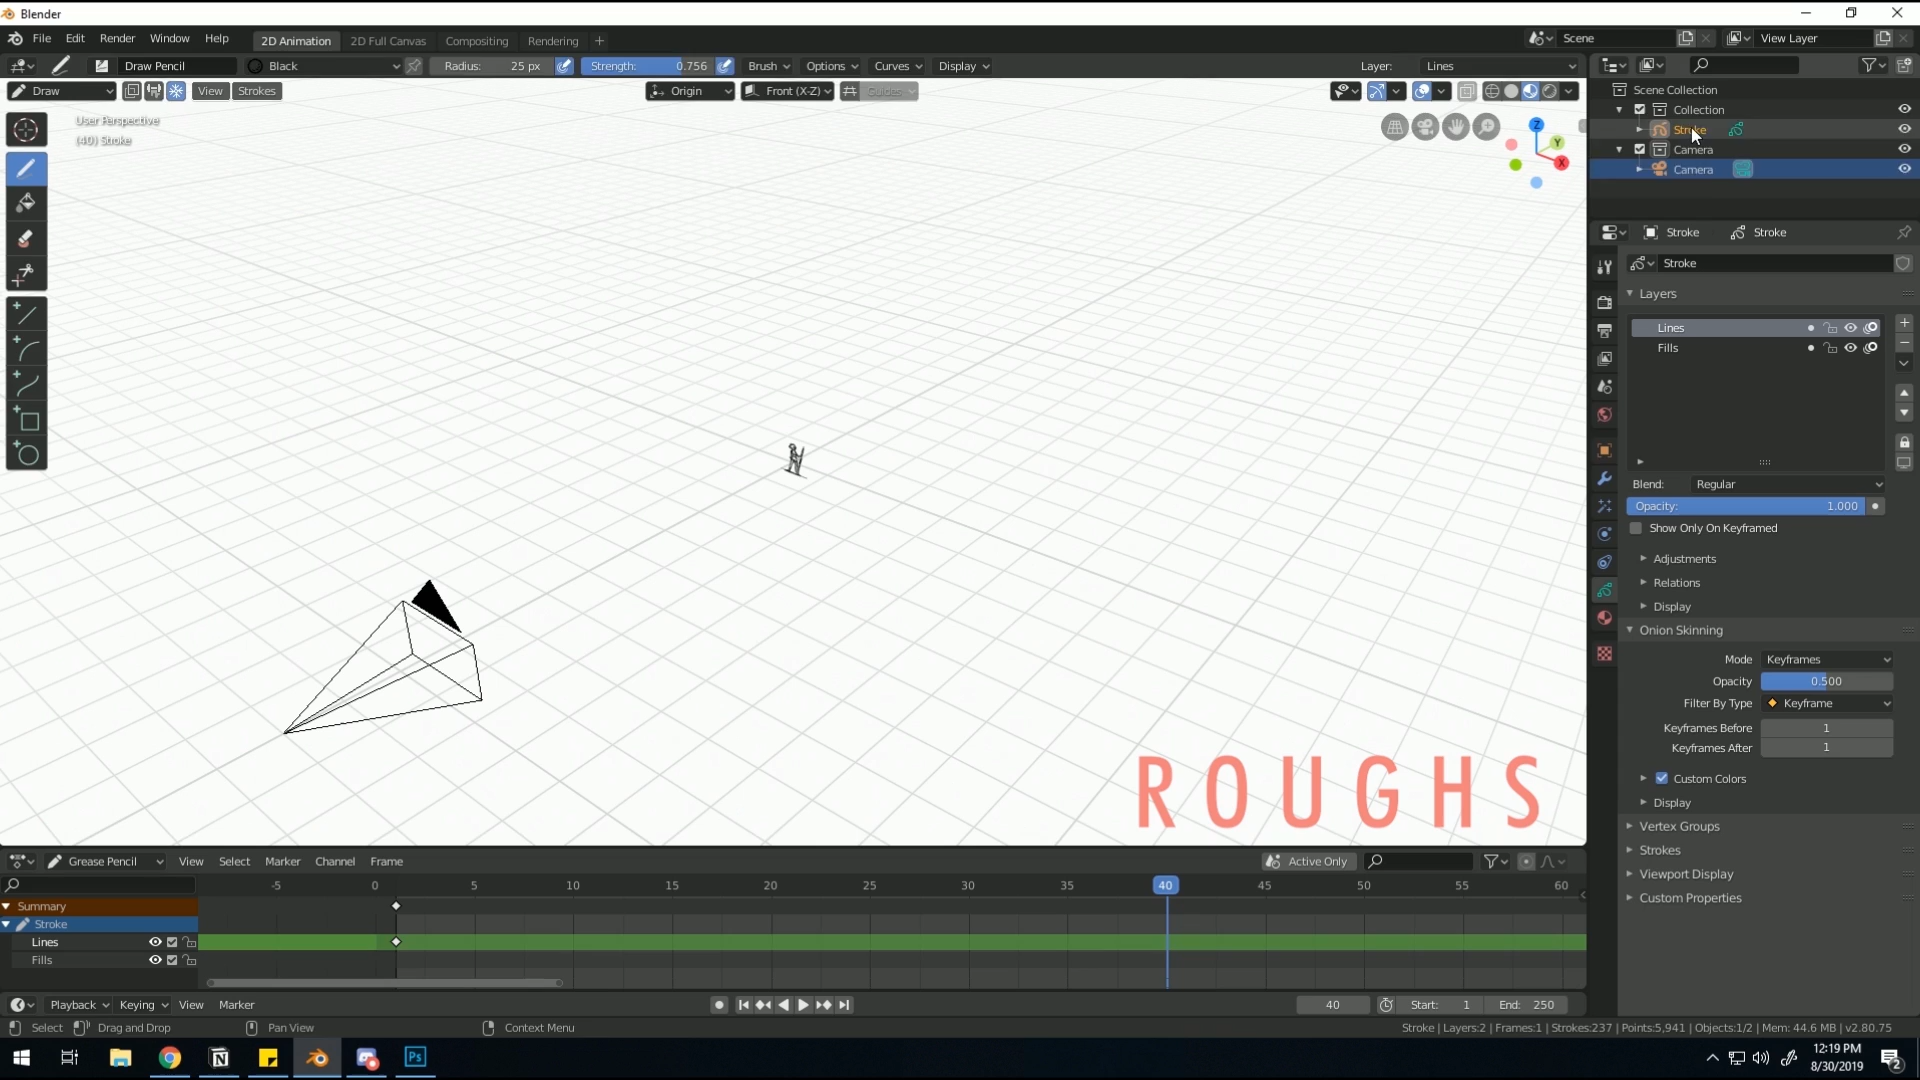 Blender
File Edit Render Window Help 2D Animation 2D Full Canvas Compositing Rendering + Scene View Layer
Draw Pencil Black Radius: 25 px Strength: 0.756 Brush Options Curves Display Layer: Lines
Draw View Strokes Origin Front (X-Z) Guides
User Perspective
(40) Stroke
Z
Y
X
Scene Collection
Collection
Stroke
Camera
Camera
Stroke Stroke
Stroke
Layers
Lines
Fills
Blend: Regular
Opacity: 1.000
Show Only On Keyframed
Adjustments
Relations
Display
Onion Skinning
Mode Keyframes
Opacity 0.500
Filter By Type Keyframe
Keyframes Before 1
Keyframes After 1
Custom Colors
Display
Vertex Groups
Strokes
Viewport Display
Custom Properties
ROUGHS
Grease Pencil View Select Marker Channel Frame Active Only
-5 0 5 10 15 20 25 30 35 40 45 50 55 60
Summary
Stroke
Lines
Fills
Playback Keying View Marker 40 Start: 1 End: 250
Select Drag and Drop Pan View Context Menu Stroke | Layers:2 | Frames:1 | Strokes:237 | Points:5,941 | Objects:1/2 | Mem: 44.6 MB | v2.80.75
N Ps 12:19 PM
8/30/2019 2